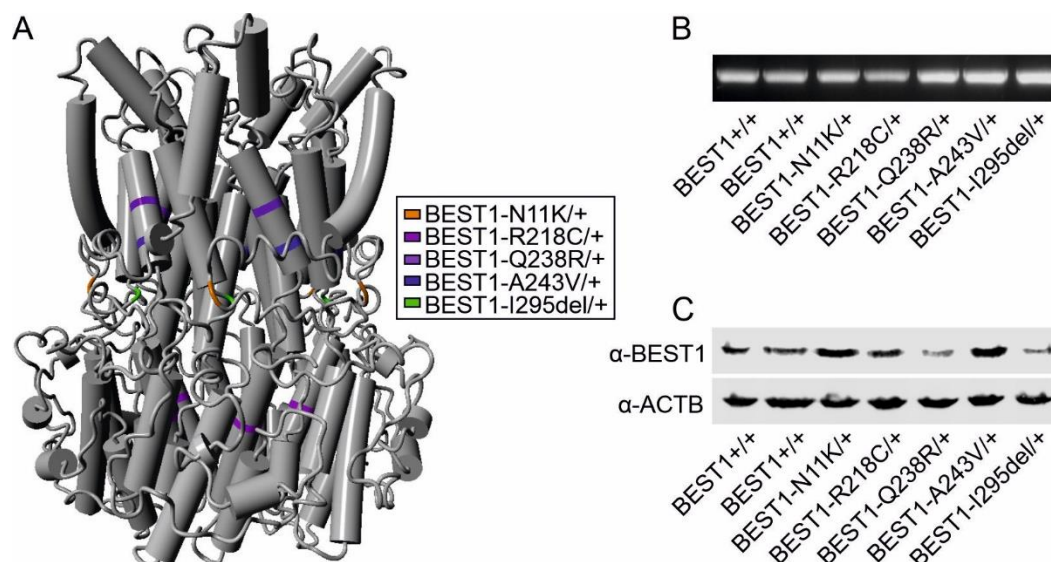 A
BEST1-N11K/+
BEST1-R218C/+
BEST1-Q238R/+
BEST1-A243V/+
BEST1-I295del/+
B
BEST1+/+
BEST1+/+
BEST1-N11K/+
BEST1-R218C/+
BEST1-Q238R/+
BEST1-A243V/+
BEST1-I295del/+
C
α-BEST1
α-ACTB
BEST1+/+
BEST1+/+
BEST1-N11K/+
BEST1-R218C/+
BEST1-Q238R/+
BEST1-A243V/+
BEST1-I295del/+